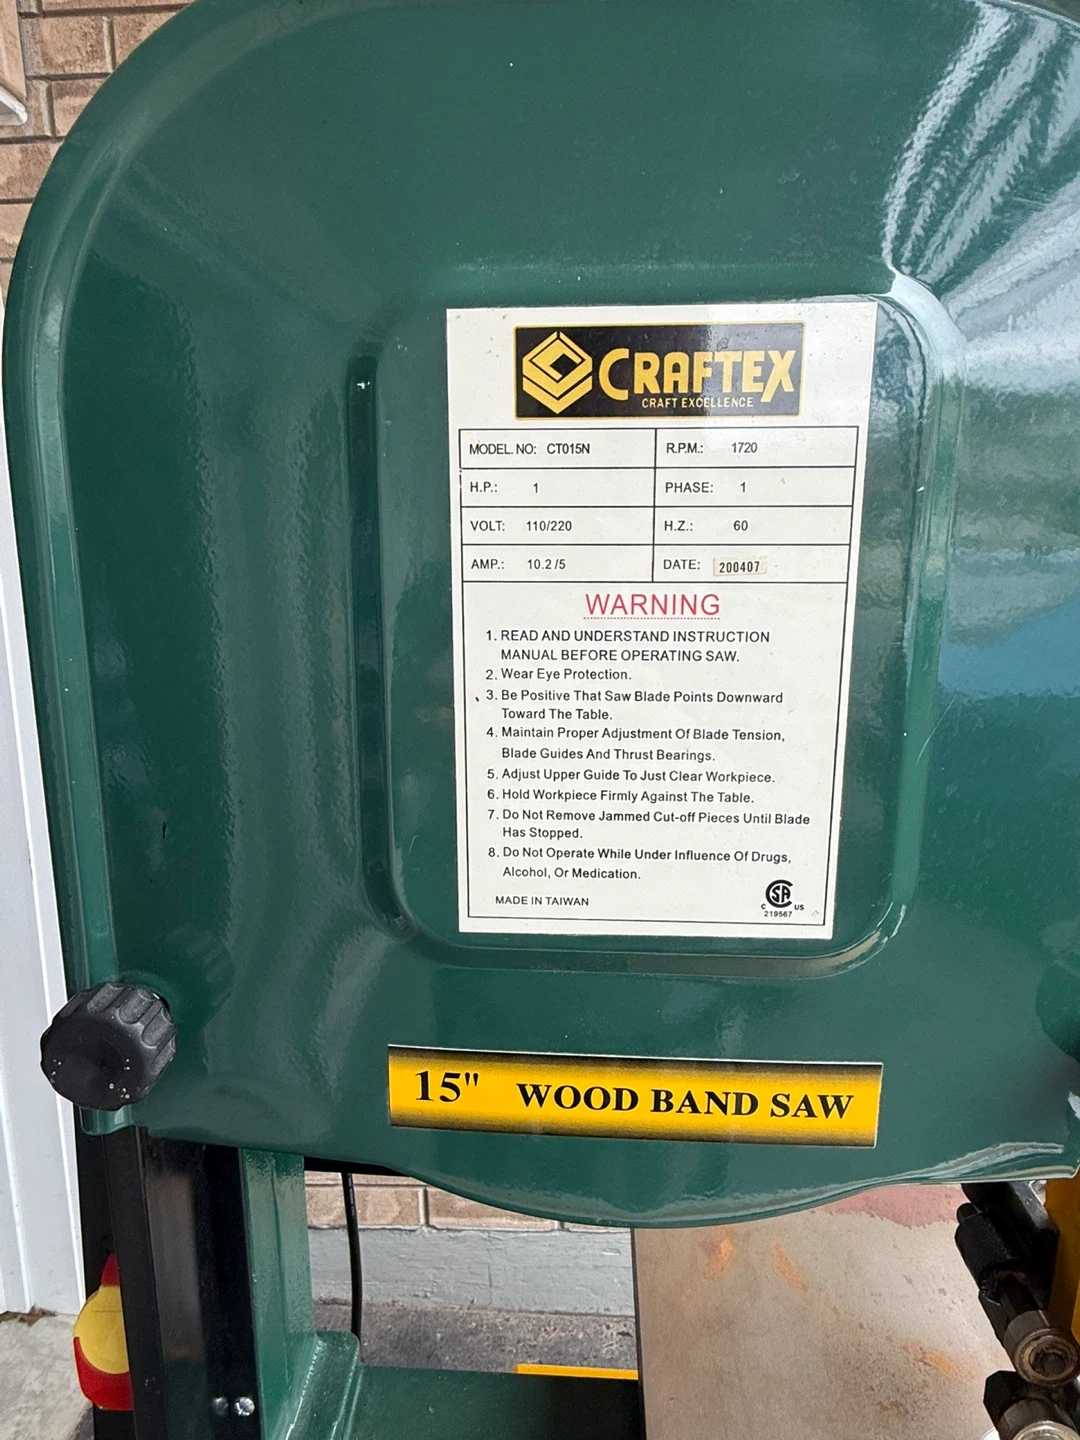 CRAFTEX
CRAFT EXCELLENCE
MODEL. NO: CT015N R.P.M.: 1720
H.P.: 1 PHASE: 1
VOLT: 110/220 H.Z.: 60
AMP.: 10.2/5 DATE: 200407
WARNING
1. READ AND UNDERSTAND INSTRUCTION
MANUAL BEFORE OPERATING SAW.
2. Wear Eye Protection.
3. Be Positive That Saw Blade Points Downward
Toward The Table.
4. Maintain Proper Adjustment Of Blade Tension,
Blade Guides And Thrust Bearings.
5. Adjust Upper Guide To Just Clear Workpiece.
6. Hold Workpiece Firmly Against The Table.
7. Do Not Remove Jammed Cut-off Pieces Until Blade
Has Stopped.
8. Do Not Operate While Under Influence Of Drugs,
Alcohol, Or Medication.
MADE IN TAIWAN
C SA US
219567
15" WOOD BAND SAW